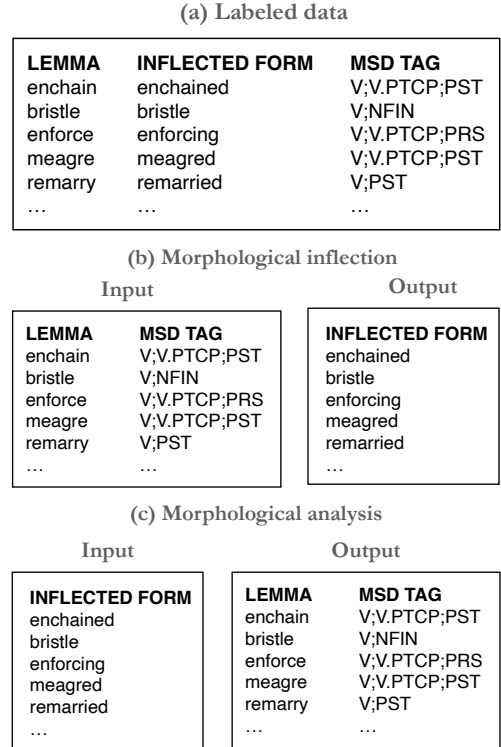 (a) Labeled data
LEMMA INFLECTED FORM MSD TAG
enchain enchained V;V.PTCP;PST
bristle bristle V;NFIN
enforce enforcing V;V.PTCP;PRS
meagre meagred V;V.PTCP;PST
remarry remarried V;PST
... ... ...
(b) Morphological inflection
Input Output
LEMMA MSD TAG INFLECTED FORM
enchain V;V.PTCP;PST enchained
bristle V;NFIN bristle
enforce V;V.PTCP;PRS enforcing
meagre V;V.PTCP;PST meagred
remarry V;PST remarried
... ... ...
(c) Morphological analysis
Input Output
INFLECTED FORM LEMMA MSD TAG
enchained enchain V;V.PTCP;PST
bristle bristle V;NFIN
enforcing enforce V;V.PTCP;PRS
meagred meagre V;V.PTCP;PST
remarried remarry V;PST
... ... ...